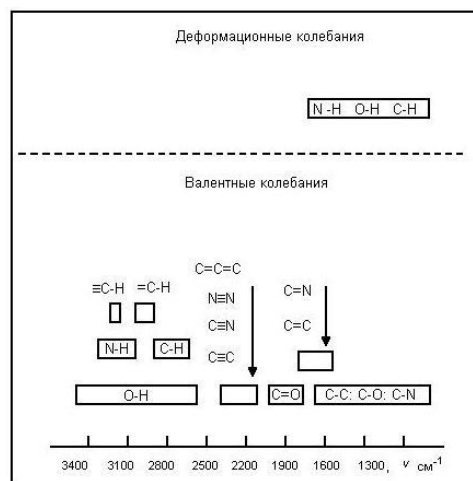 Деформационные колебания
N -H O-H C-H
Валентные колебания
C=C=C
≡C-H =C-H
N≡N
C=N
C≡N
C=C
N-H
C-H
C≡C
O-H
C=O
C-C: C-O: C-N
3400 3100 2800 2500 2200 1900 1600 1300, ν см⁻¹